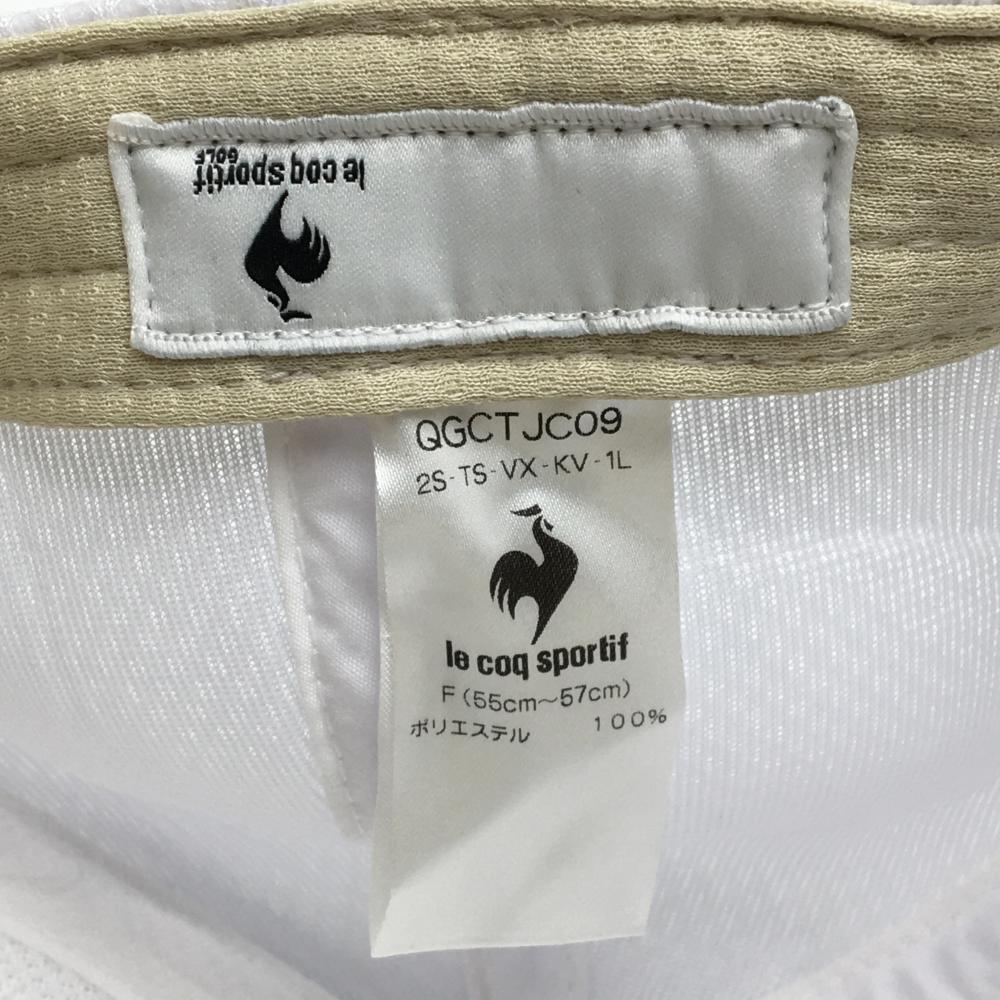 le coq sportif
GOLF
QGCTJC09
2S-TS-VX-KV-1L
le coq sportif
F (55cm~57cm)
ポリエステル 100%